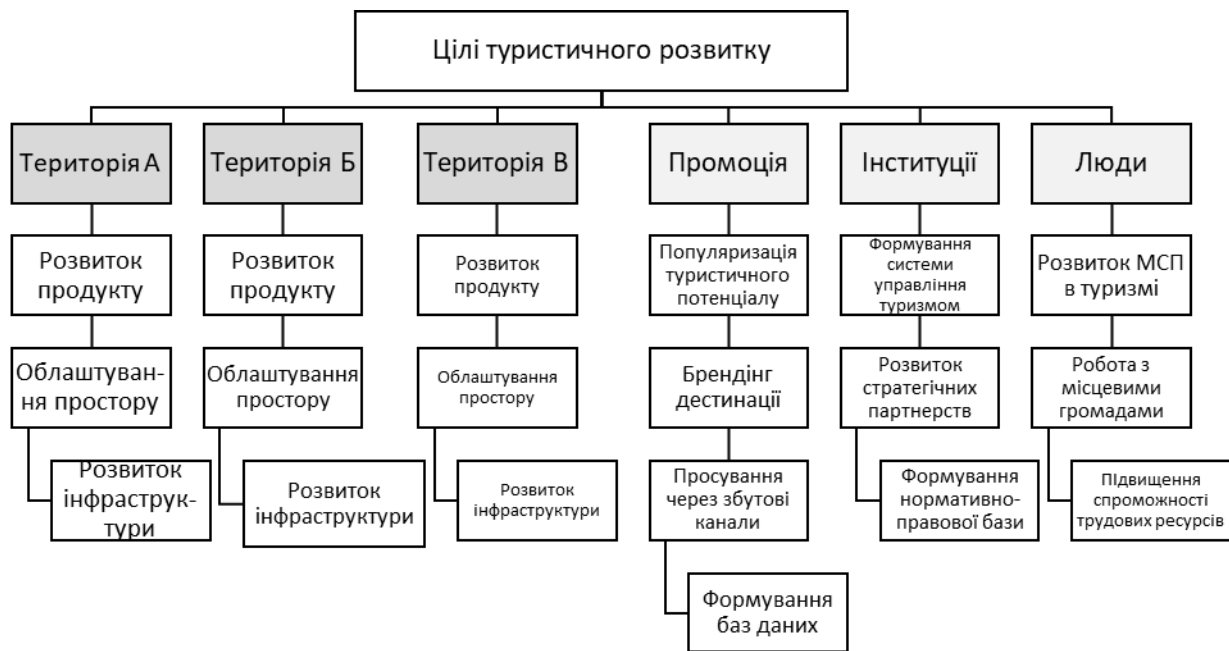 Цілі туристичного розвитку
Територія А
Розвиток
продукту
Облаштуван-
ня простору
Розвиток
інфраструк-
тури
Територія Б
Розвиток
продукту
Облаштування
простору
Розвиток
інфраструктури
Територія В
Розвиток
продукту
Облаштування
простору
Розвиток
інфраструктури
Промоція
Популяризація
туристичного
потенціалу
Брендінг
дестинації
Просування
через збутові
канали
Формування
баз даних
Інституції
Формування
системи
управління
туризмом
Розвиток
стратегічних
партнерств
Формування
нормативно-
правової бази
Люди
Розвиток МСП
в туризмі
Робота з
місцевими
громадами
Підвищення
спроможності
трудових ресурсів